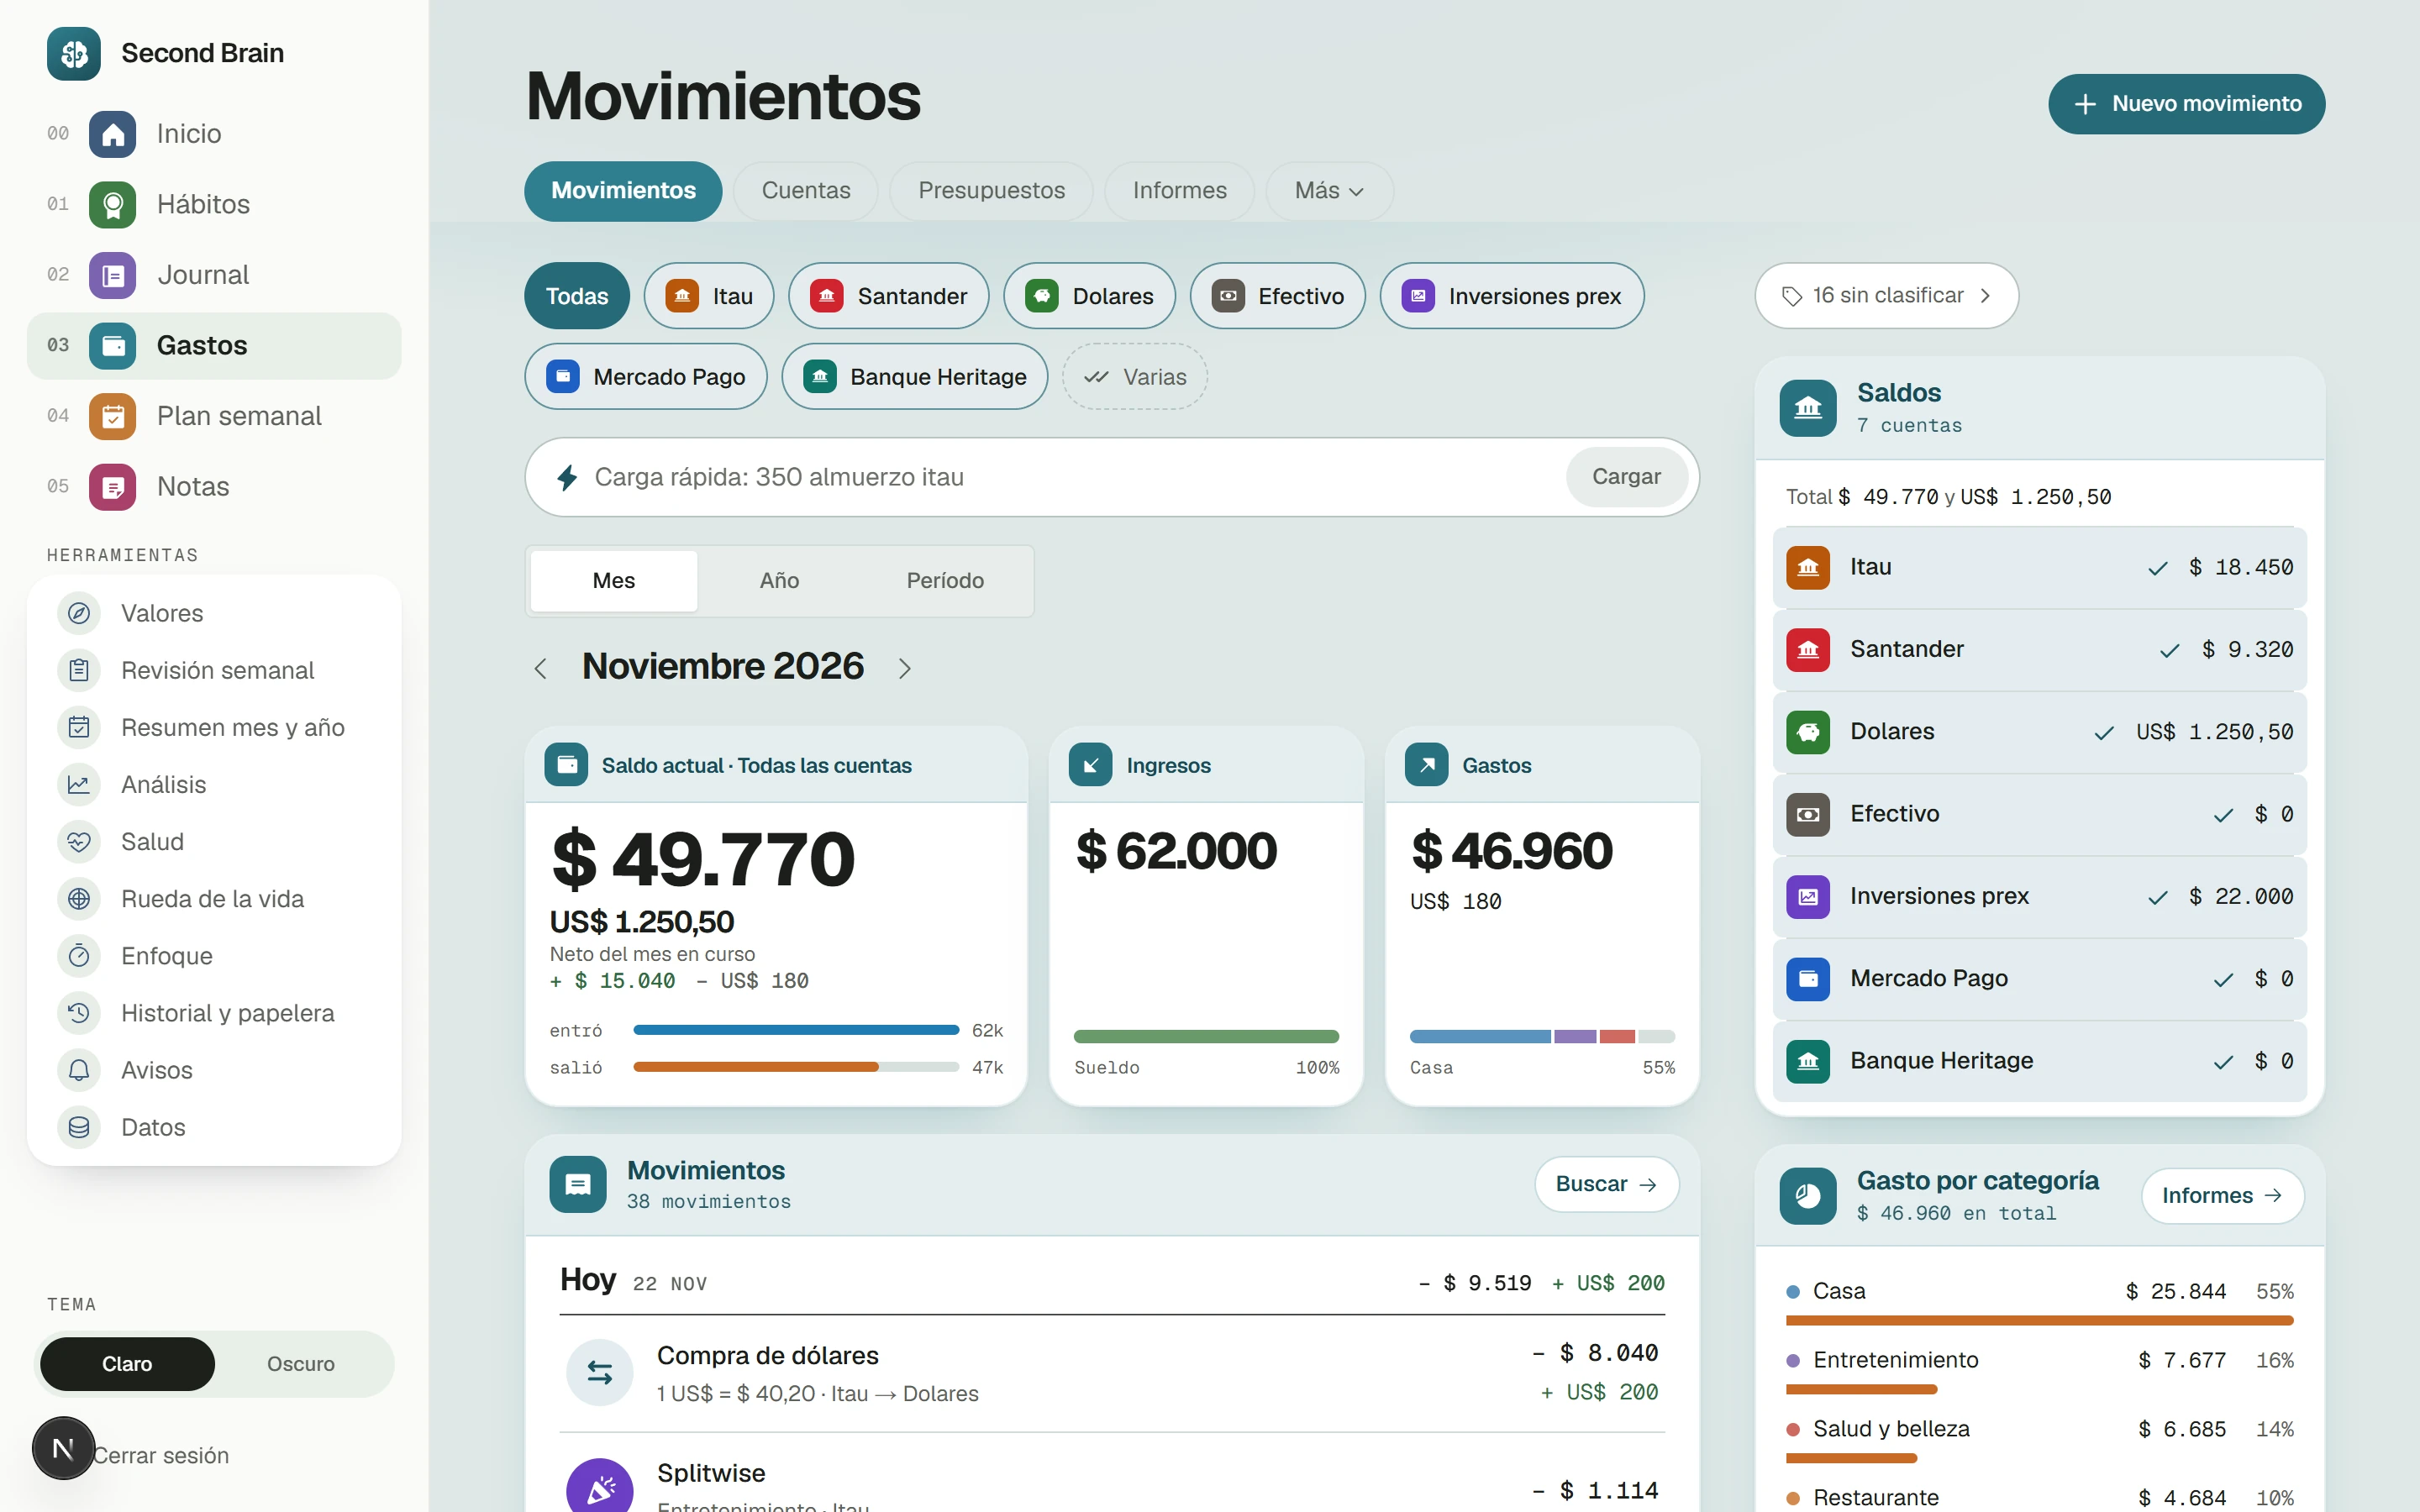 Second Brain
00 Inicio
01 Hábitos
02 Journal
03 Gastos
04 Plan semanal
05 Notas
HERRAMIENTAS
Valores
Revisión semanal
Resumen mes y año
Análisis
Salud
Rueda de la vida
Enfoque
Historial y papelera
Avisos
Datos
TEMA
Claro Oscuro
N Cerrar sesión
Movimientos
+ Nuevo movimiento
Movimientos Cuentas Presupuestos Informes Más
Todas Itau Santander Dolares Efectivo Inversiones prex
Mercado Pago Banque Heritage Varias
Carga rápida: 350 almuerzo itau Cargar
Mes Año Período
Noviembre 2026
Saldo actual · Todas las cuentas
$ 49.770
US$ 1.250,50
Neto del mes en curso
+ $ 15.040 – US$ 180
entró 62k
salió 47k
Ingresos
$ 62.000
Sueldo 100%
Gastos
$ 46.960
US$ 180
Casa 55%
Movimientos
38 movimientos
Buscar →
Hoy 22 NOV – $ 9.519 + US$ 200
Compra de dólares – $ 8.040
1 US$ = $ 40,20 · Itau → Dolares + US$ 200
Splitwise – $ 1.114
Entretenimiento · Itau
16 sin clasificar
Saldos
7 cuentas
Total $ 49.770 y US$ 1.250,50
Itau $ 18.450
Santander $ 9.320
Dolares US$ 1.250,50
Efectivo $ 0
Inversiones prex $ 22.000
Mercado Pago $ 0
Banque Heritage $ 0
Gasto por categoría
$ 46.960 en total
Informes →
Casa $ 25.844 55%
Entretenimiento $ 7.677 16%
Salud y belleza $ 6.685 14%
Restaurante $ 4.684 10%